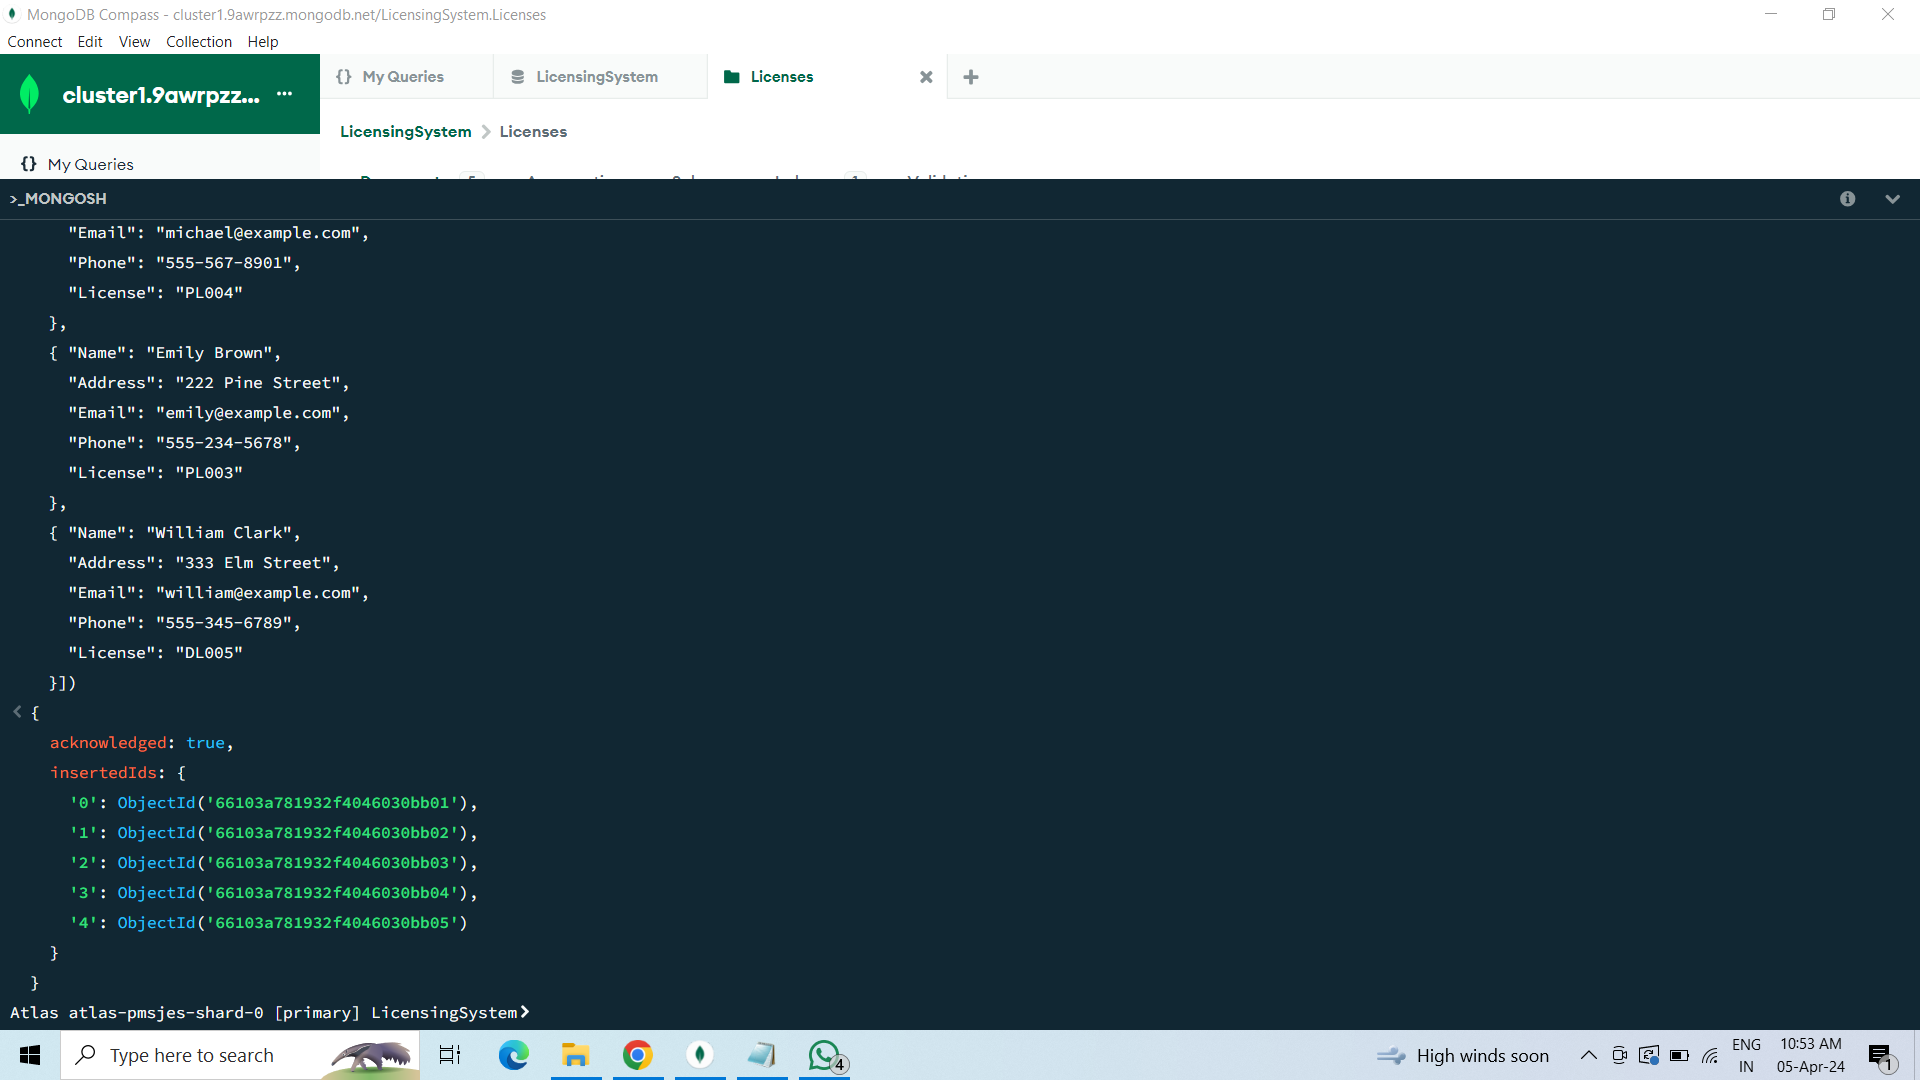 MongoDB Compass - cluster1.9awrpzz.mongodb.net/LicensingSystem.Licenses
Connect Edit View Collection Help
cluster1.9awrpzz... ...
{} My Queries
LicensingSystem
Licenses
LicensingSystem > Licenses
{} My Queries
>_MONGOSH
"Email": "michael@example.com",
"Phone": "555-567-8901",
"License": "PL004"
},
{ "Name": "Emily Brown",
"Address": "222 Pine Street",
"Email": "emily@example.com",
"Phone": "555-234-5678",
"License": "PL003"
},
{ "Name": "William Clark",
"Address": "333 Elm Street",
"Email": "william@example.com",
"Phone": "555-345-6789",
"License": "DL005"
}])
< {
acknowledged: true,
insertedIds: {
'0': ObjectId('66103a781932f4046030bb01'),
'1': ObjectId('66103a781932f4046030bb02'),
'2': ObjectId('66103a781932f4046030bb03'),
'3': ObjectId('66103a781932f4046030bb04'),
'4': ObjectId('66103a781932f4046030bb05')
}
}
Atlas atlas-pmsjes-shard-0 [primary] LicensingSystem>
Type here to search
4
High winds soon
ENG
IN
10:53 AM
05-Apr-24
1